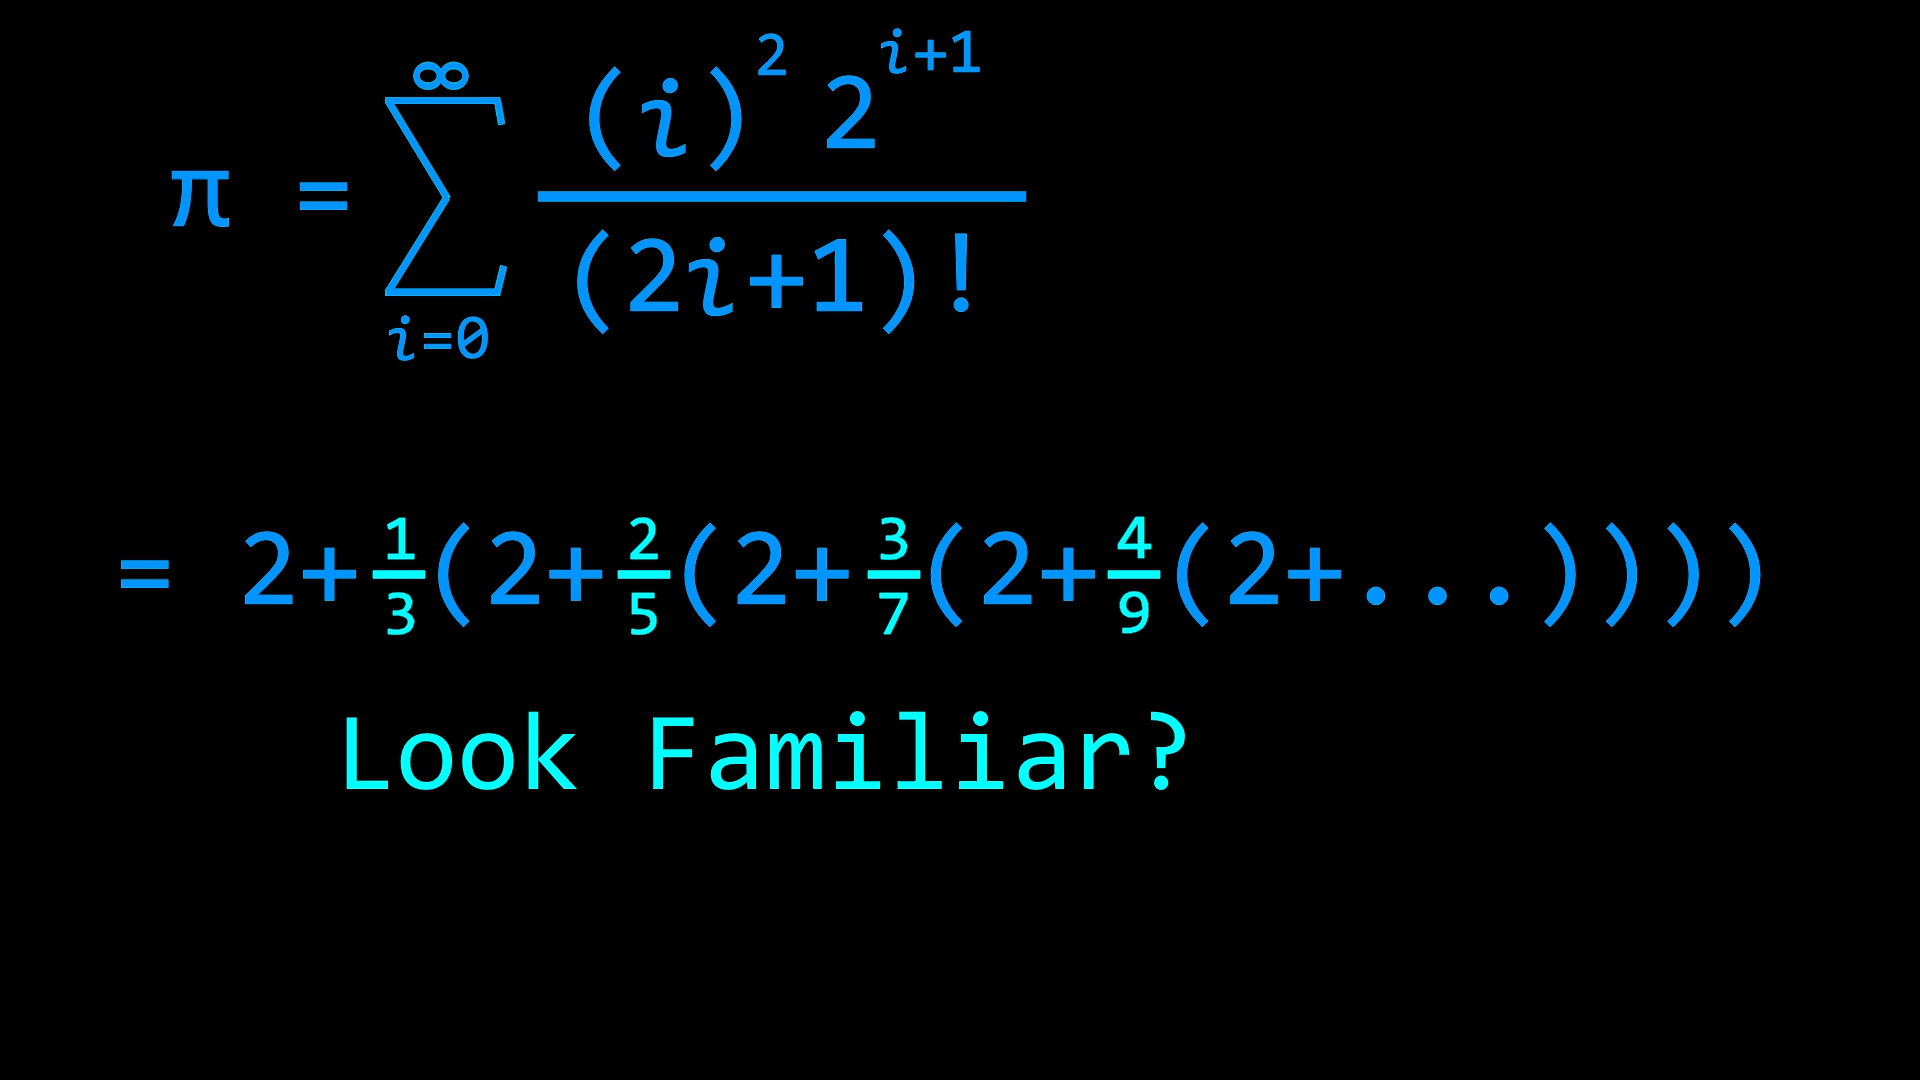 π = ∞∑i=0 (i)² 2^(i+1) / (2i+1)!
= 2+1/3(2+2/5(2+3/7(2+4/9(2+...))))
Look Familiar?